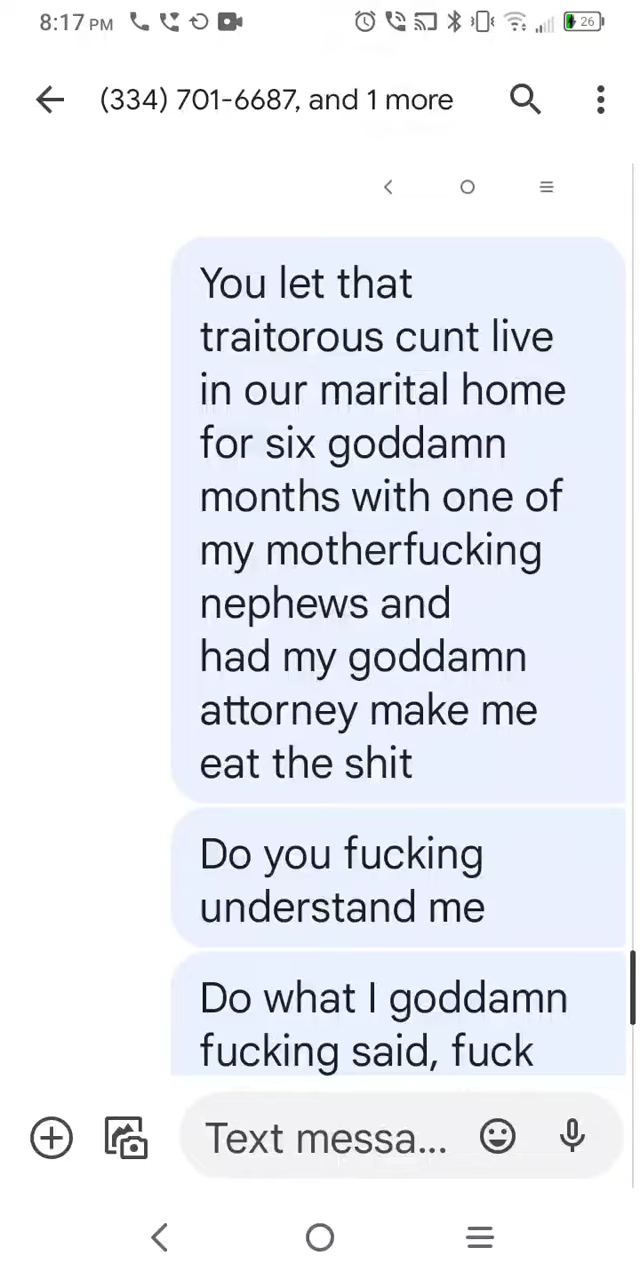 8:17 PM 26
(334) 701-6687, and 1 more
You let that
traitorous cunt live
in our marital home
for six goddamn
months with one of
my motherfucking
nephews and
had my goddamn
attorney make me
eat the shit
Do you fucking
understand me
Do what I goddamn
fucking said, fuck
Text messa...